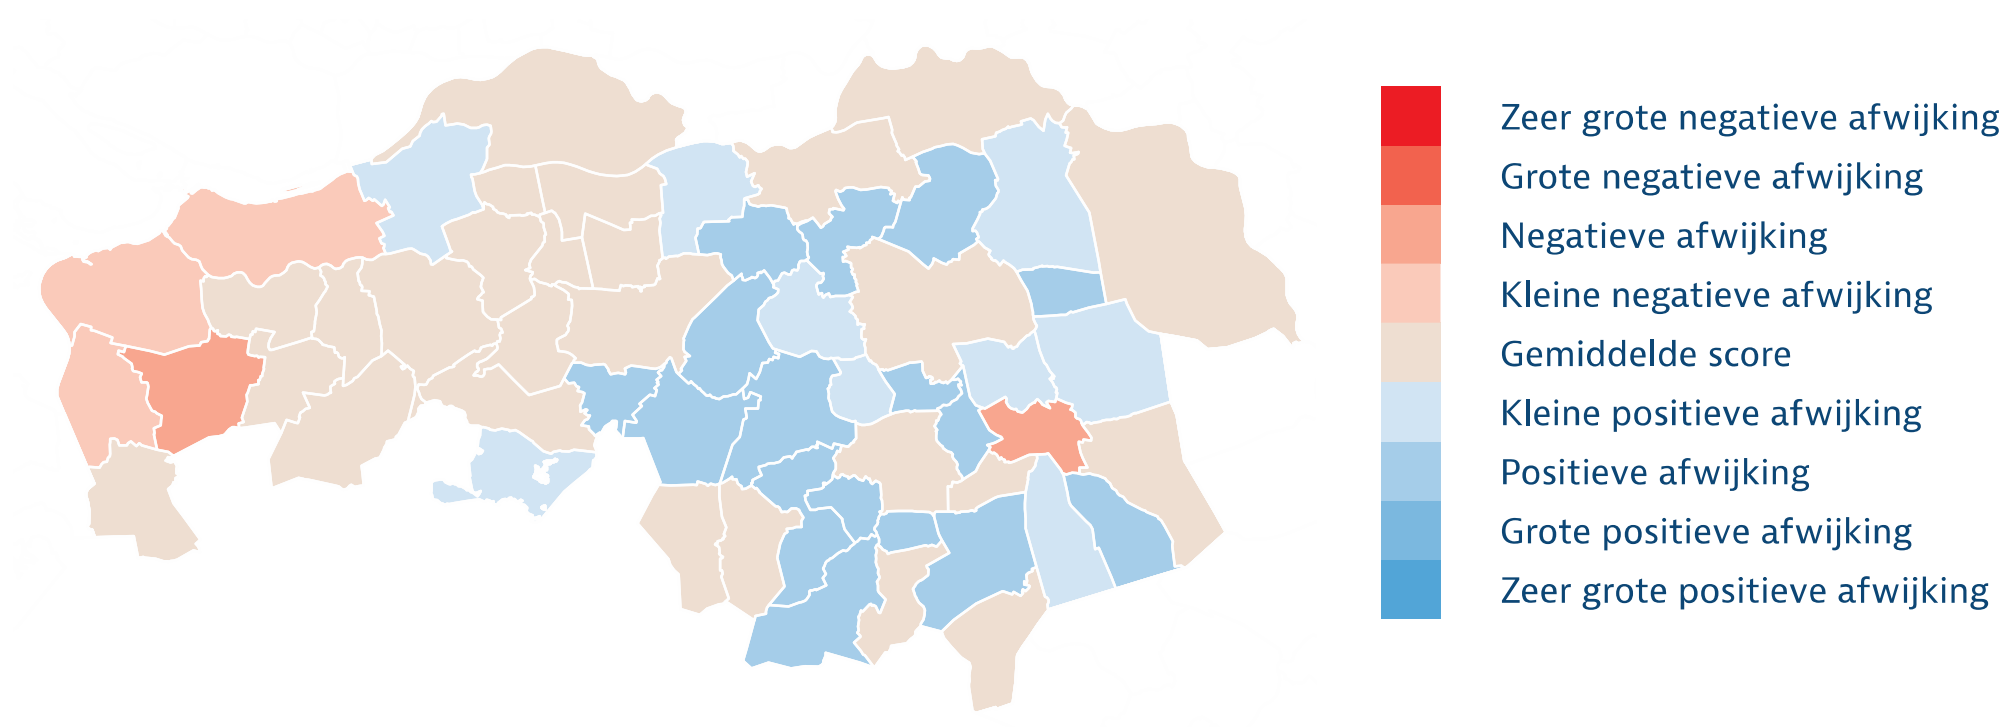 Zeer grote negatieve afwijking
Grote negatieve afwijking
Negatieve afwijking
Kleine negatieve afwijking
Gemiddelde score
Kleine positieve afwijking
Positieve afwijking
Grote positieve afwijking
Zeer grote positieve afwijking